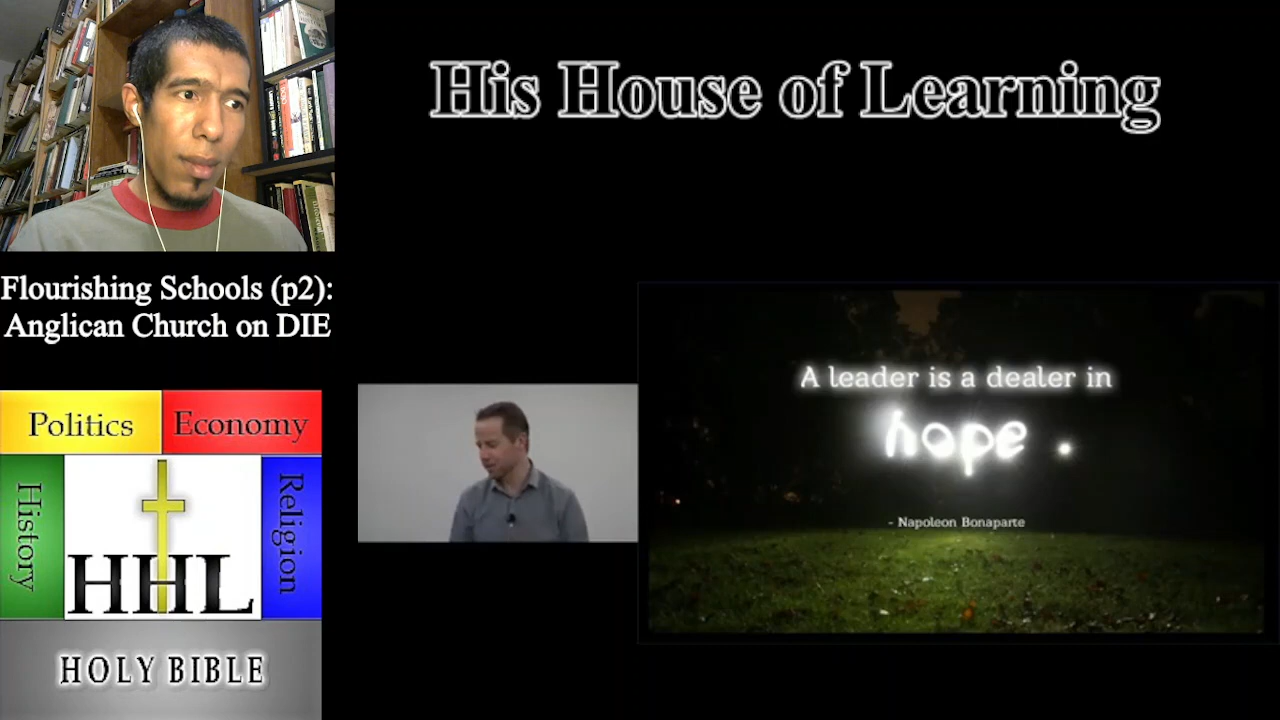 His House of Learning
Flourishing Schools (p2):
Anglican Church on DIE
Politics
Economy
History
Religion
HHL
HOLY BIBLE
A leader is a dealer in
hope .
- Napoleon Bonaparte